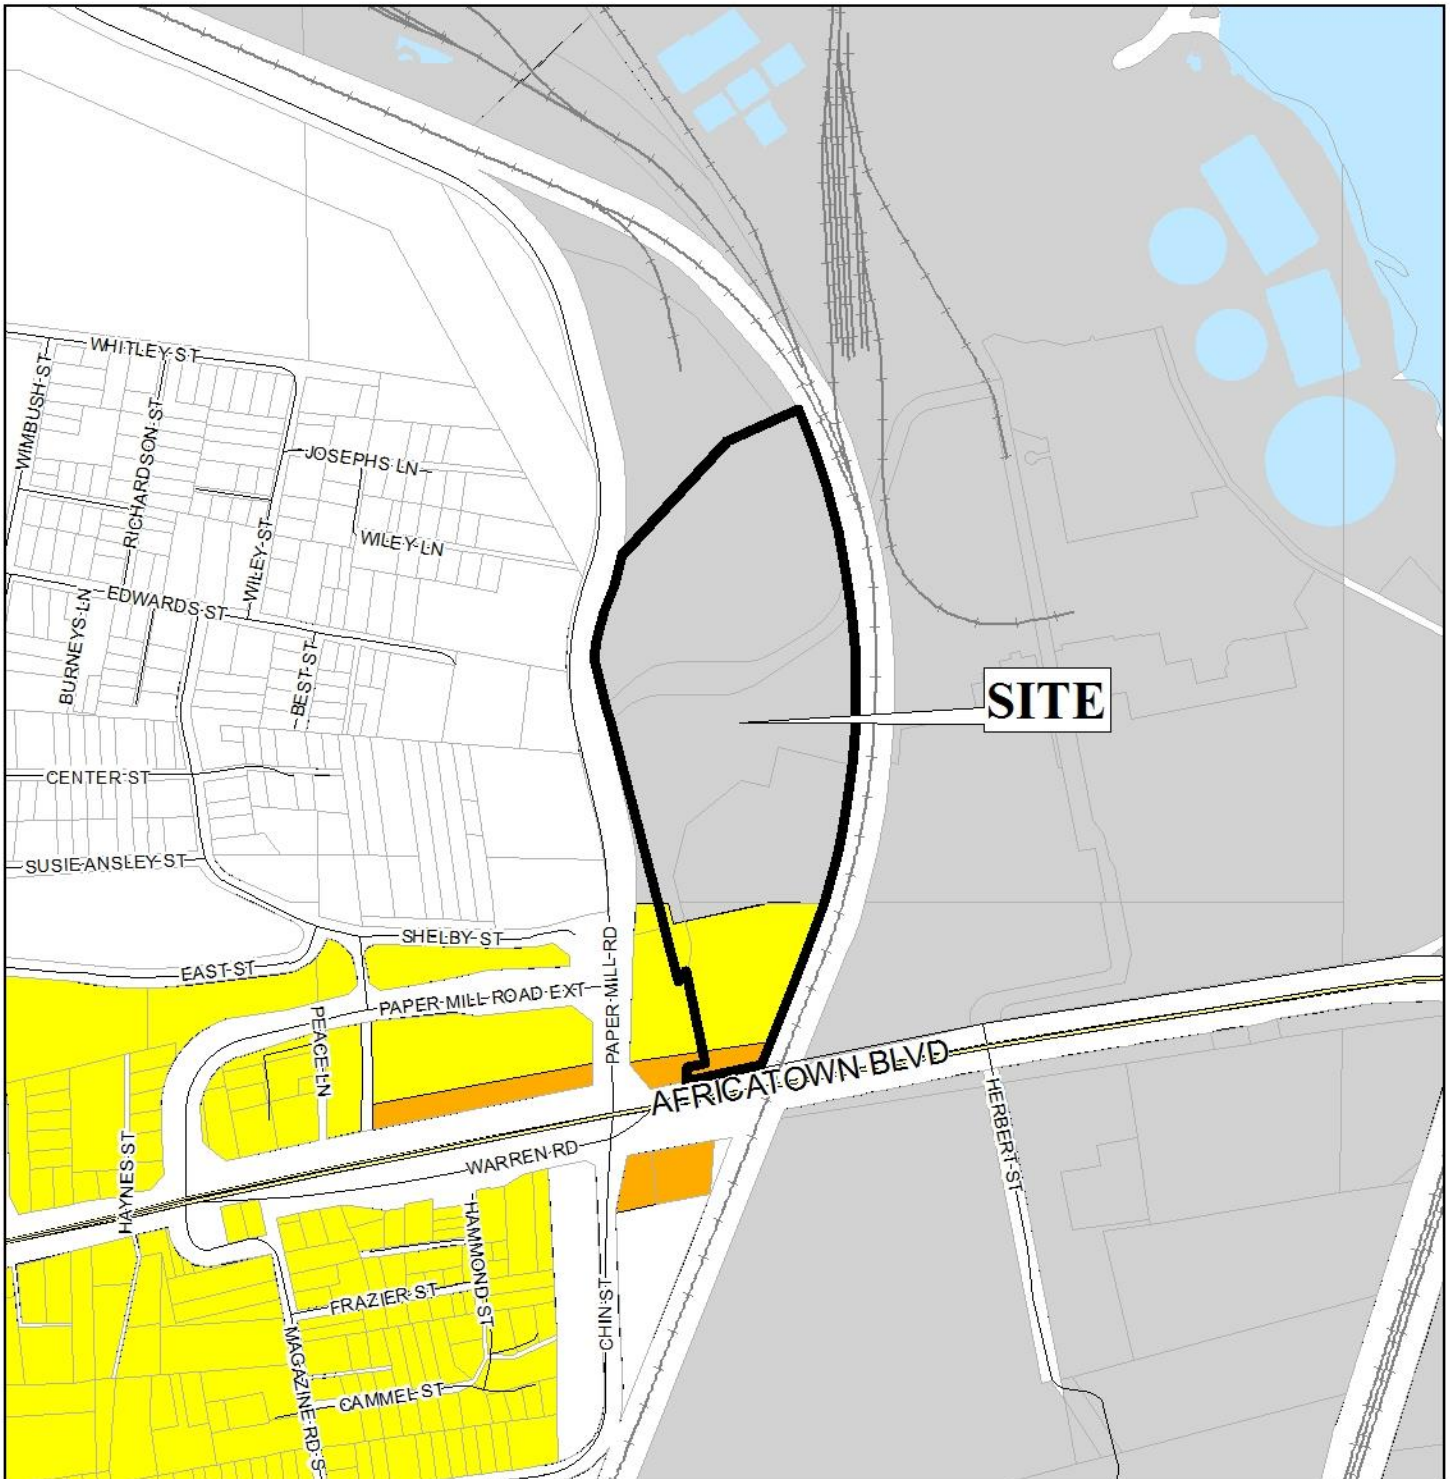 WHITLEY ST
WIMBUSH ST
RICHARDSON ST
JOSEPHS LN
WILEY ST
WILEY LN
EDWARDS ST
BURNEYS LN
BEST ST
SITE
CENTER ST
SUSIE ANSLEY ST
SHELBY ST
EAST ST
PAPER MILL RD
PAPER MILL ROAD EXT
PEACE LN
AFRICATOWN BLVD
HERBERT ST
HAYNES ST
WARREN RD
HAMMOND ST
FRAZIER ST
CHIN ST
MAGAZINE RD S
CAMMEL ST